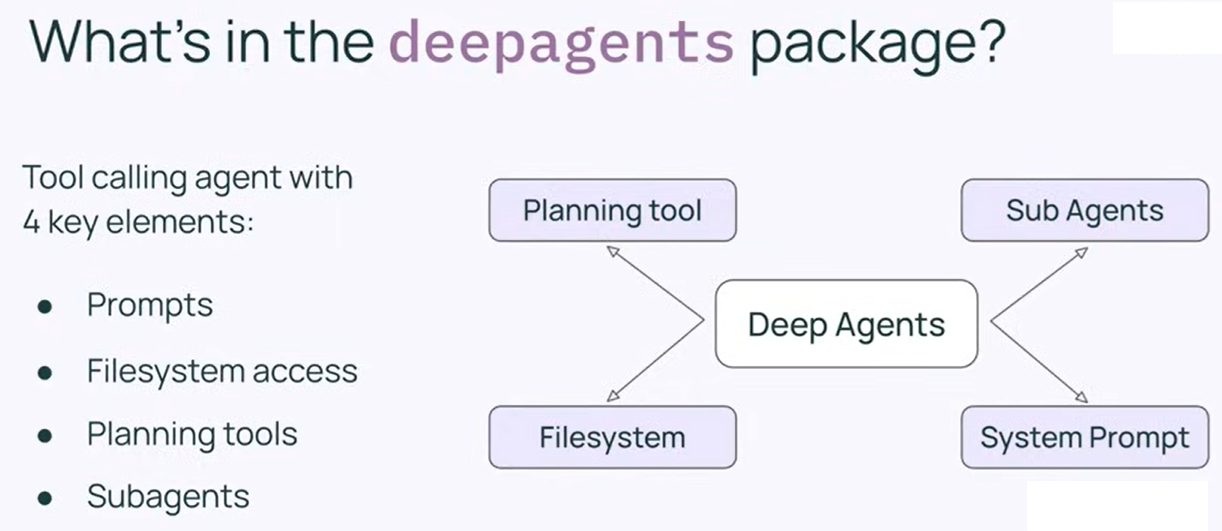 What's in the deepagents package?
Tool calling agent with
4 key elements:
● Prompts
● Filesystem access
● Planning tools
● Subagents
Planning tool
Sub Agents
Deep Agents
Filesystem
System Prompt